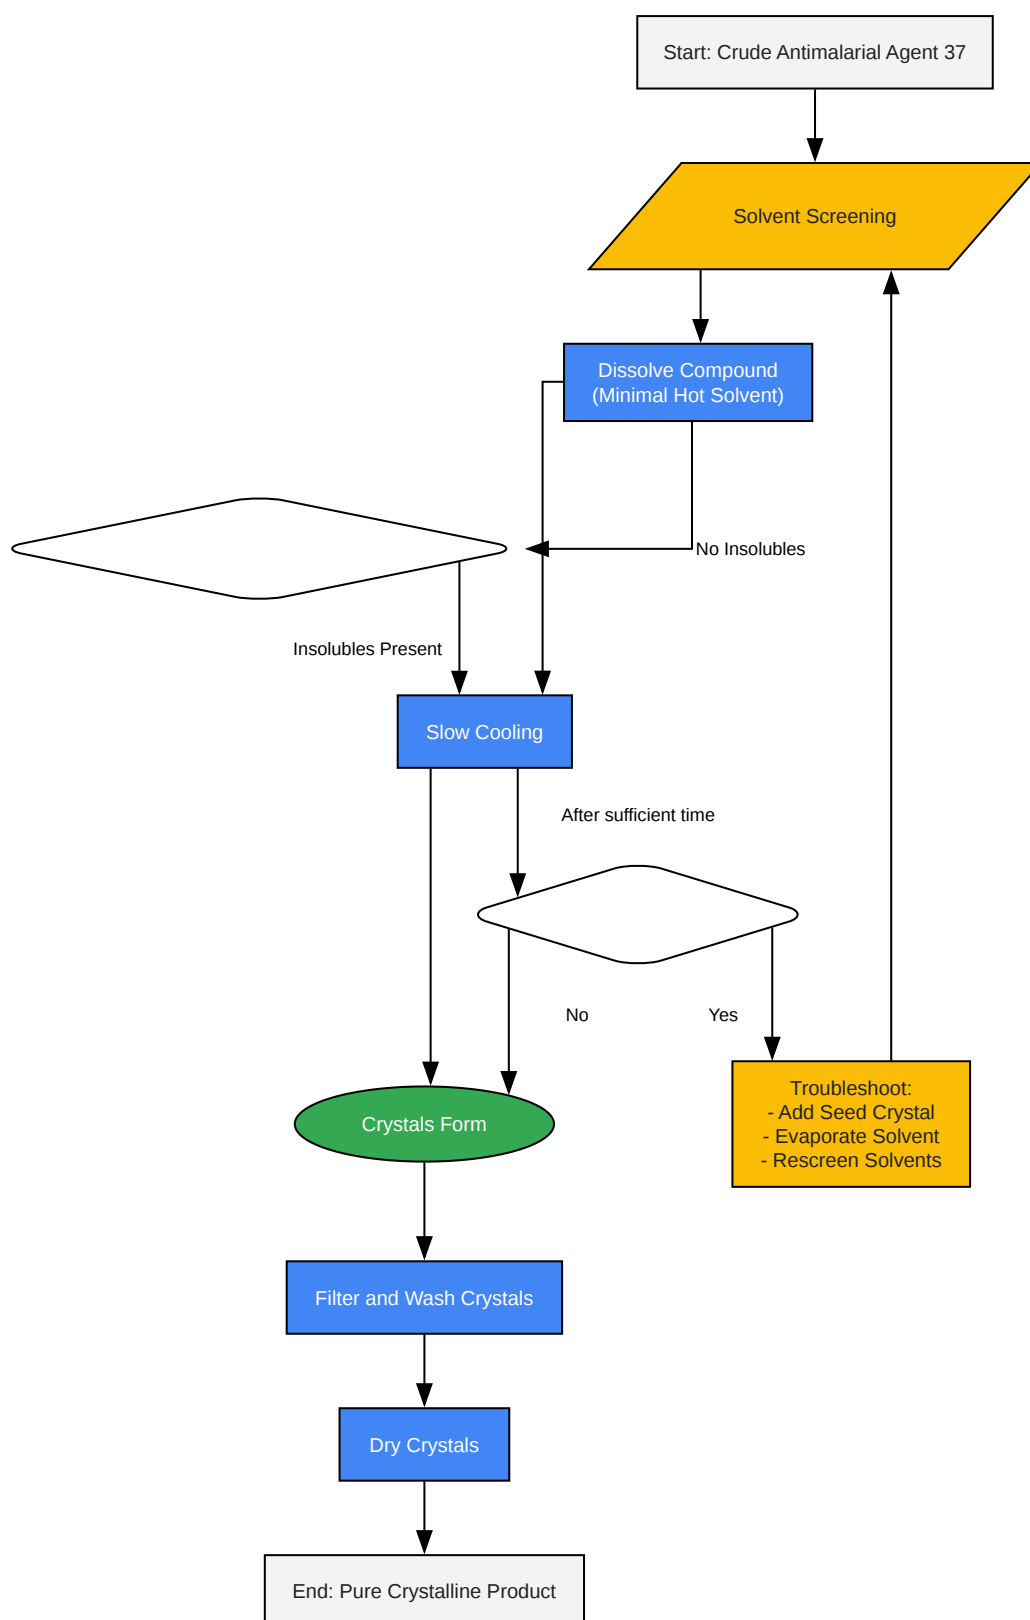 Start: Crude Antimalarial Agent 37
Solvent Screening
Dissolve Compound
(Minimal Hot Solvent)
No Insolubles
Insolubles Present
Slow Cooling
After sufficient time
No
Yes
Troubleshoot:
- Add Seed Crystal
- Evaporate Solvent
- Rescreen Solvents
Crystals Form
Filter and Wash Crystals
Dry Crystals
End: Pure Crystalline Product